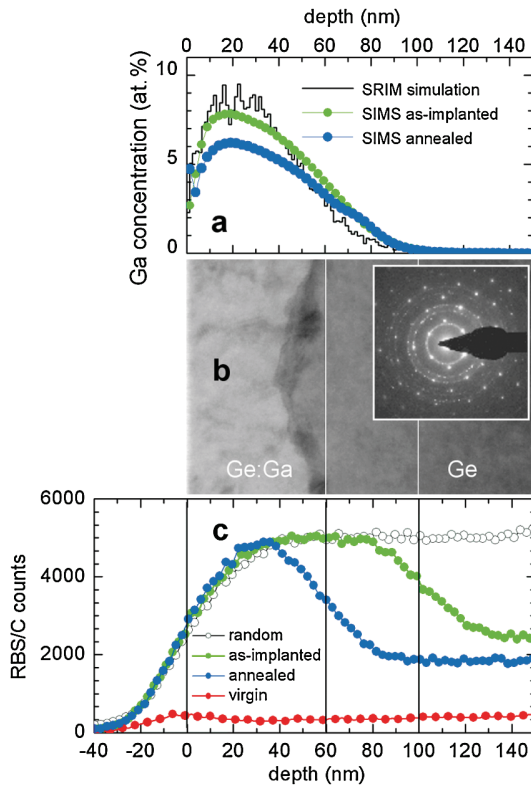 depth (nm)
0 20 40 60 80 100 120 140
Ga concentration (at.%)
10
5
0
SRIM simulation
SIMS as-implanted
SIMS annealed
a
b
Ge:Ga
Ge
RBS/C counts
6000
4000
2000
0
c
random
as-implanted
annealed
virgin
-40 -20 0 20 40 60 80 100 120 140
depth (nm)